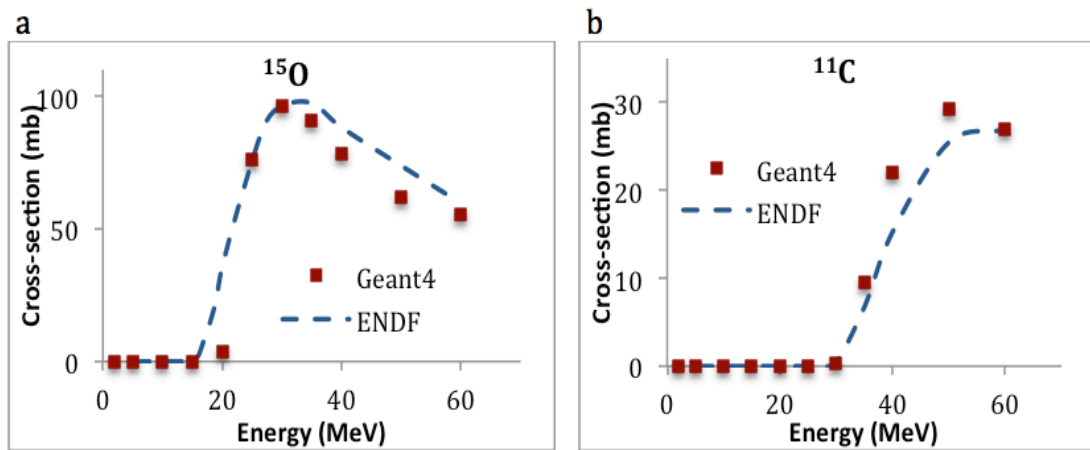 a
¹⁵O
100
50
0
0
20
40
60
Cross-section (mb)
Energy (MeV)
Geant4
ENDF
b
¹¹C
30
20
10
0
0
20
40
60
Cross-section (mb)
Energy (MeV)
Geant4
ENDF